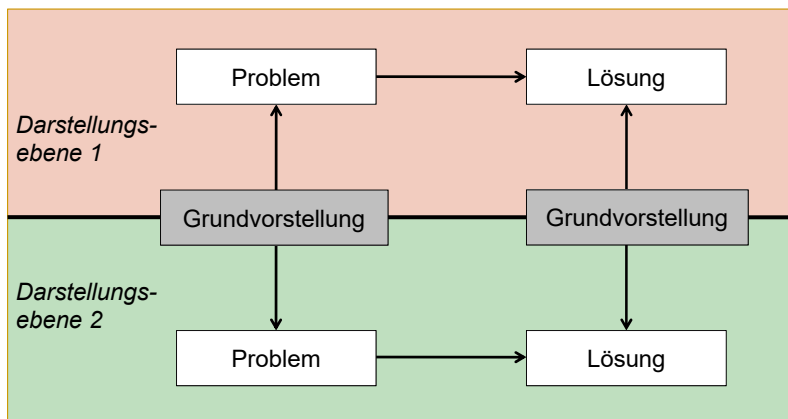 Problem
Lösung
Darstellungs-
ebene 1
Grundvorstellung
Grundvorstellung
Darstellungs-
ebene 2
Problem
Lösung